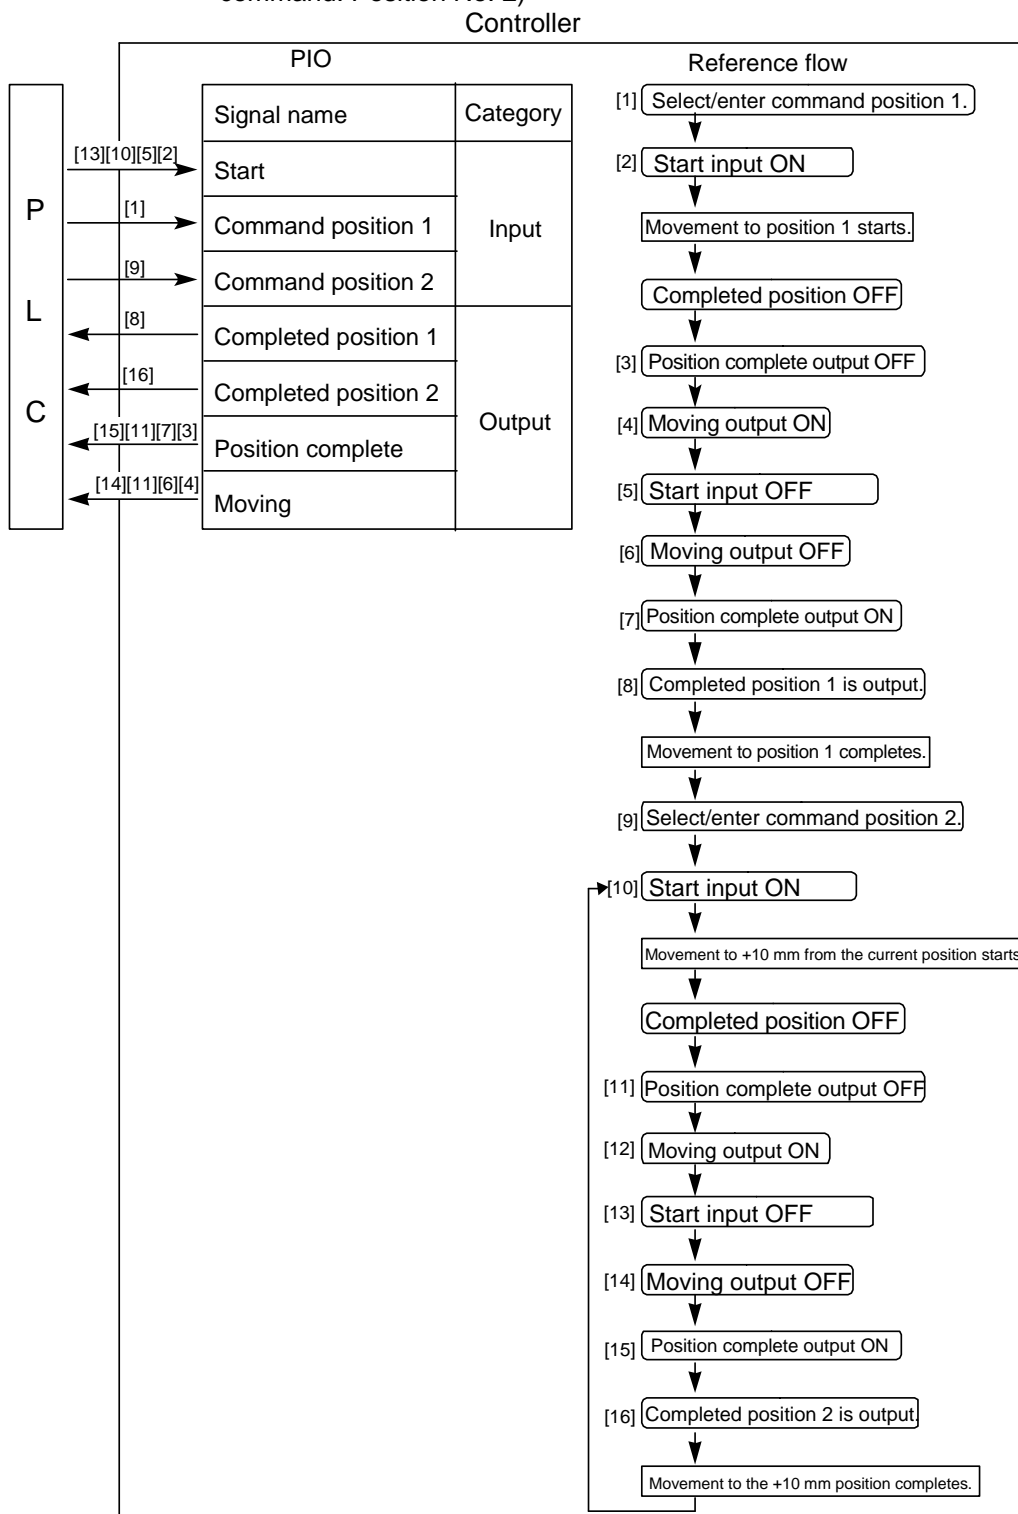 command: Position No. 2)
Controller
PIO
Signal name
Category
Start
Command position 1
Command position 2
Input
Completed position 1
Completed position 2
Position complete
Moving
Output
P
L
C
[13][10][5][2]
[1]
[9]
[8]
[16]
[15][11][7][3]
[14][11][6][4]
Reference flow
[1] Select/enter command position 1.
[2] Start input ON
Movement to position 1 starts.
Completed position OFF
[3] Position complete output OFF
[4] Moving output ON
[5] Start input OFF
[6] Moving output OFF
[7] Position complete output ON
[8] Completed position 1 is output.
Movement to position 1 completes.
[9] Select/enter command position 2.
[10] Start input ON
Movement to +10 mm from the current position starts
Completed position OFF
[11] Position complete output OFF
[12] Moving output ON
[13] Start input OFF
[14] Moving output OFF
[15] Position complete output ON
[16] Completed position 2 is output.
Movement to the +10 mm position completes.